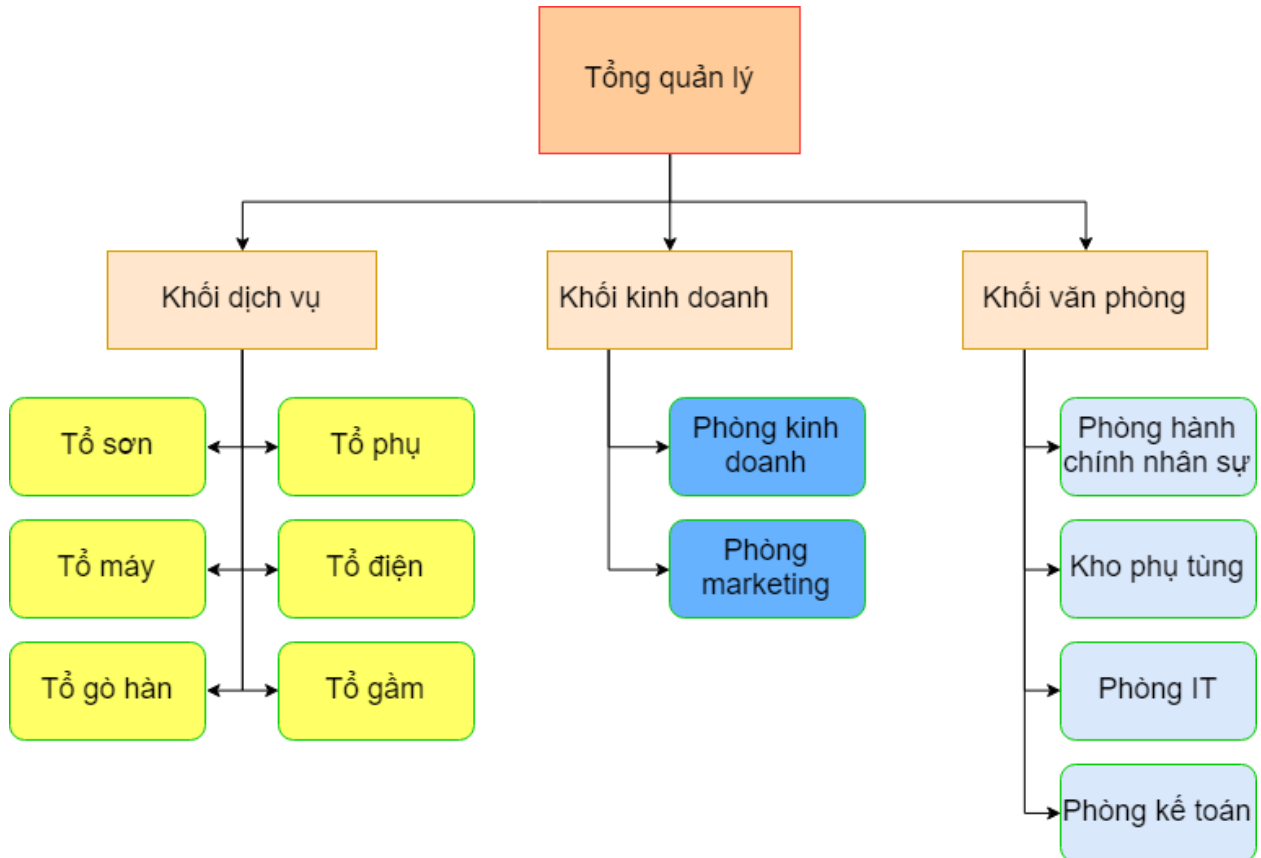 Tổng quản lý
Khối dịch vụ
Khối kinh doanh
Khối văn phòng
Tổ sơn
Tổ phụ
Phòng kinh
doanh
Phòng hành
chính nhân sự
Tổ máy
Tổ điện
Phòng
marketing
Kho phụ tùng
Tổ gò hàn
Tổ gầm
Phòng IT
Phòng kế toán